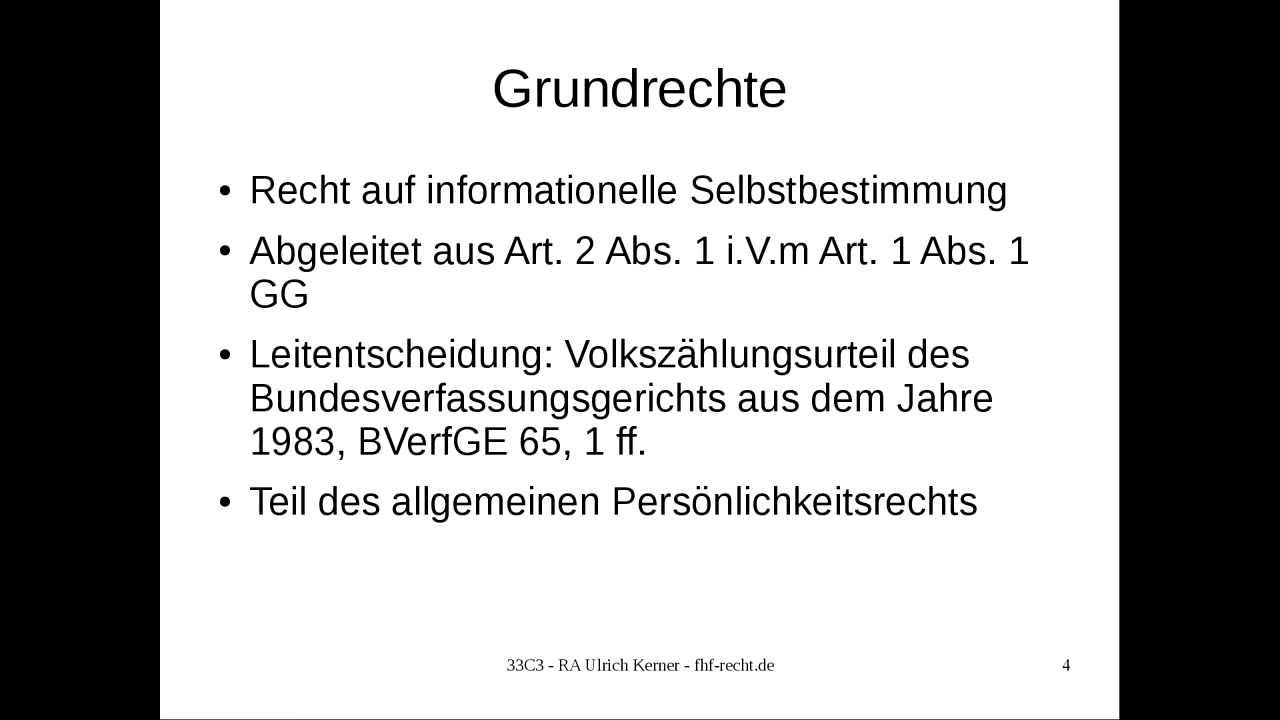 Grundrechte
• Recht auf informationelle Selbstbestimmung
• Abgeleitet aus Art. 2 Abs. 1 i.V.m Art. 1 Abs. 1
GG
• Leitentscheidung: Volkszählungsurteil des
Bundesverfassungsgerichts aus dem Jahre
1983, BVerfGE 65, 1 ff.
• Teil des allgemeinen Persönlichkeitsrechts
33C3 - RA Ulrich Kerner - fhf-recht.de 4